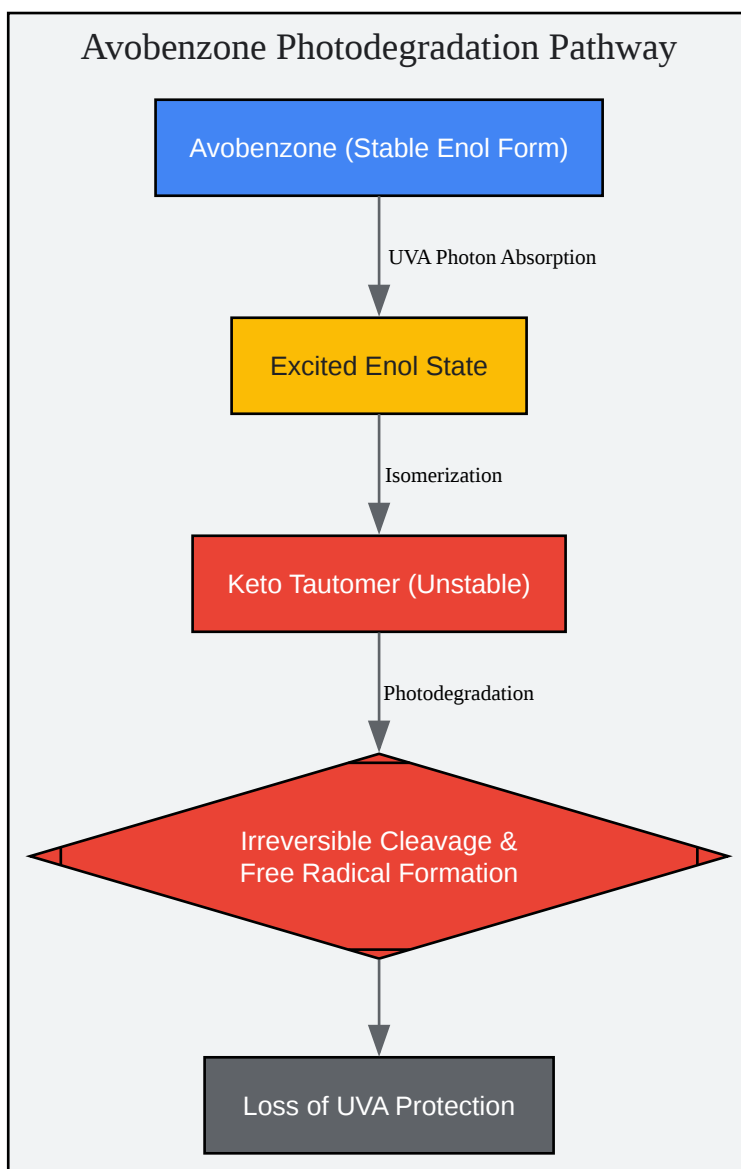 Avobenzone Photodegradation Pathway
Avobenzone (Stable Enol Form)
UVA Photon Absorption
Excited Enol State
Isomerization
Keto Tautomer (Unstable)
Photodegradation
Irreversible Cleavage &
Free Radical Formation
Loss of UVA Protection